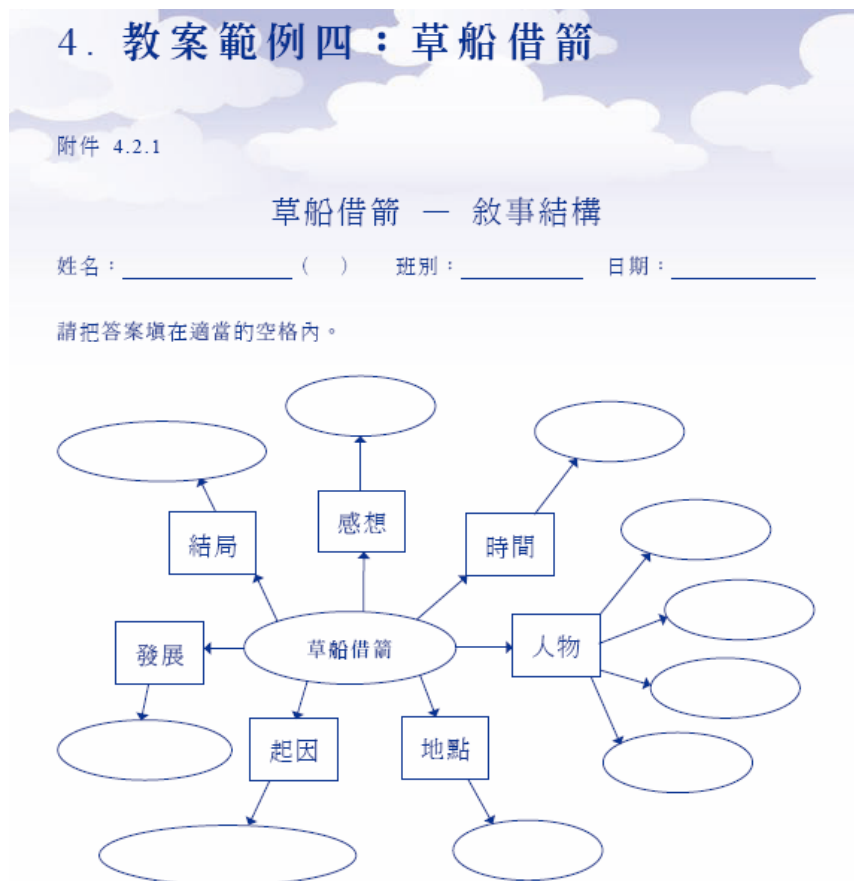 4. 教案範例四：草船借箭
附件 4.2.1
草船借箭 — 敘事結構
姓名：______________（　） 班別：__________ 日期：____________
請把答案填在適當的空格內。
感想
結局
時間
發展
草船借箭
人物
起因
地點